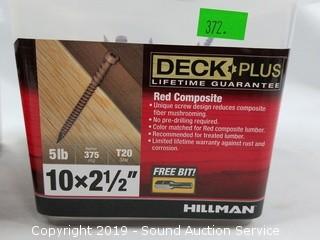 372.
DECK PLUS
LIFETIME GUARANTEE
Red Composite
• Unique screw design reduces composite
fiber mushrooming.
• No pre-drilling required.
• Color matched for Red composite lumber.
• Recommended for treated lumber.
• Limited lifetime warranty against rust and
corrosion.
5lb
375
T20
10×2½"
FREE BIT!
HILLMAN
Copyright 2019 - Sound Auction Service